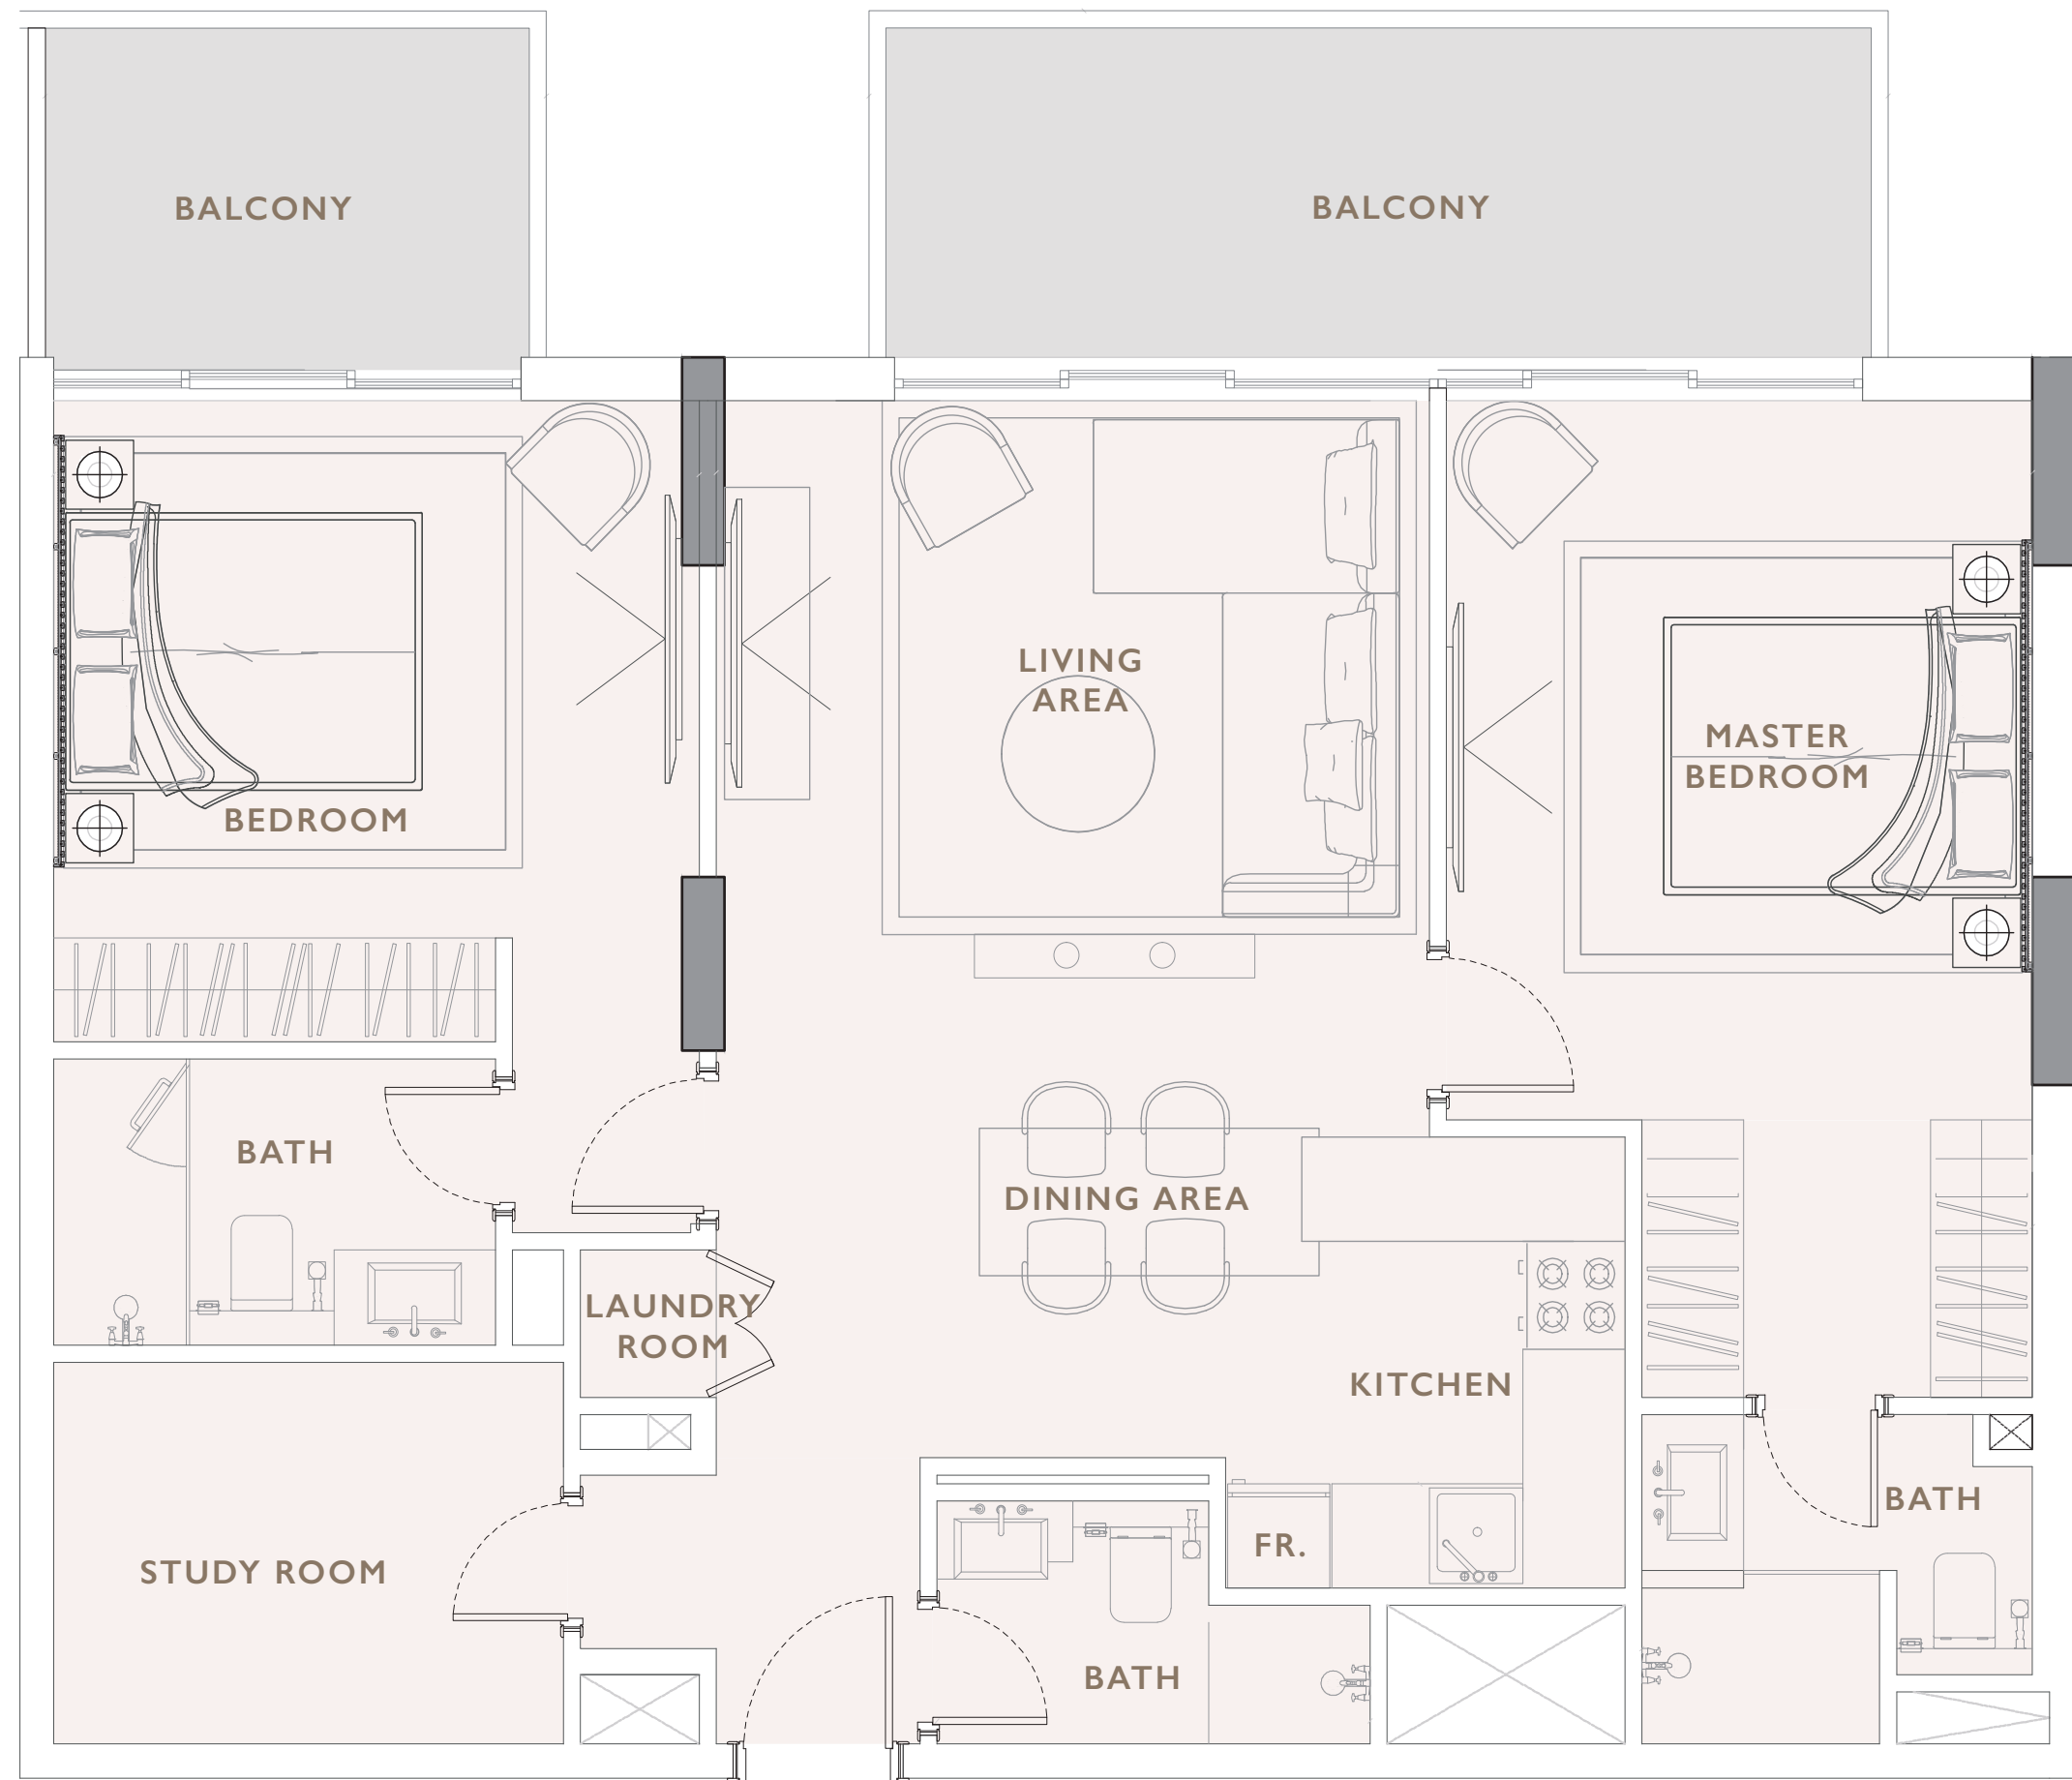 BALCONY
BALCONY
LIVING
AREA
MASTER
BEDROOM
BEDROOM
BATH
DINING AREA
LAUNDRY
ROOM
KITCHEN
BATH
FR.
STUDY ROOM
BATH